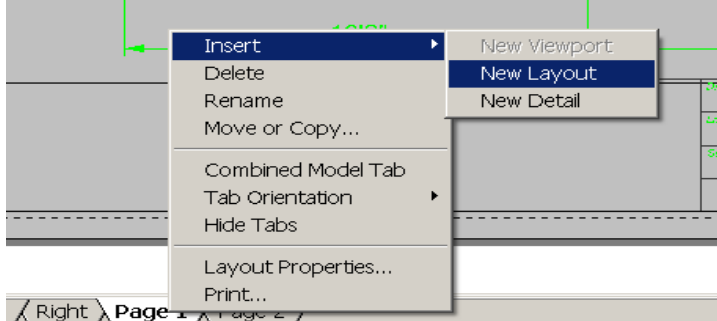 Insert
New Viewport
Delete
New Layout
Rename
New Detail
Move or Copy...
Combined Model Tab
Tab Orientation
Hide Tabs
Layout Properties...
Print...
Right Page 1 Page 2